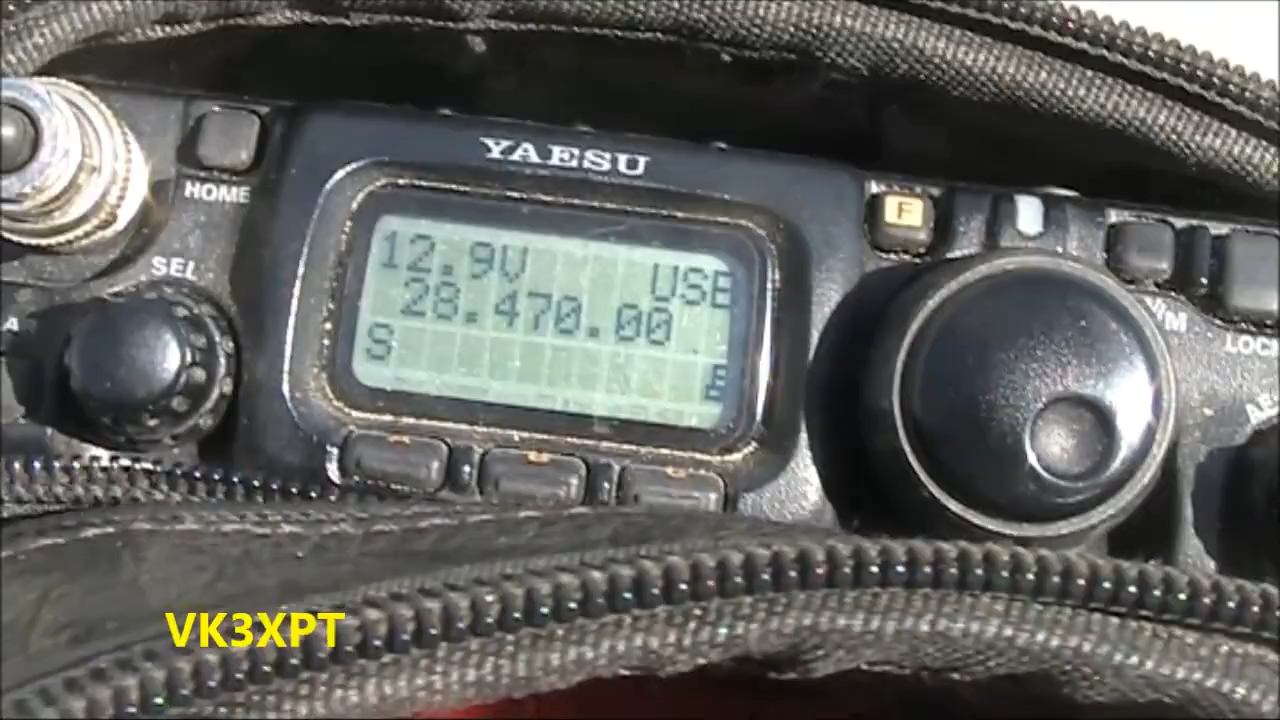 YAESU
HOME
F
12.9V USB
SEL
28.470.00
V/M
LOCK
S
VK3XPT